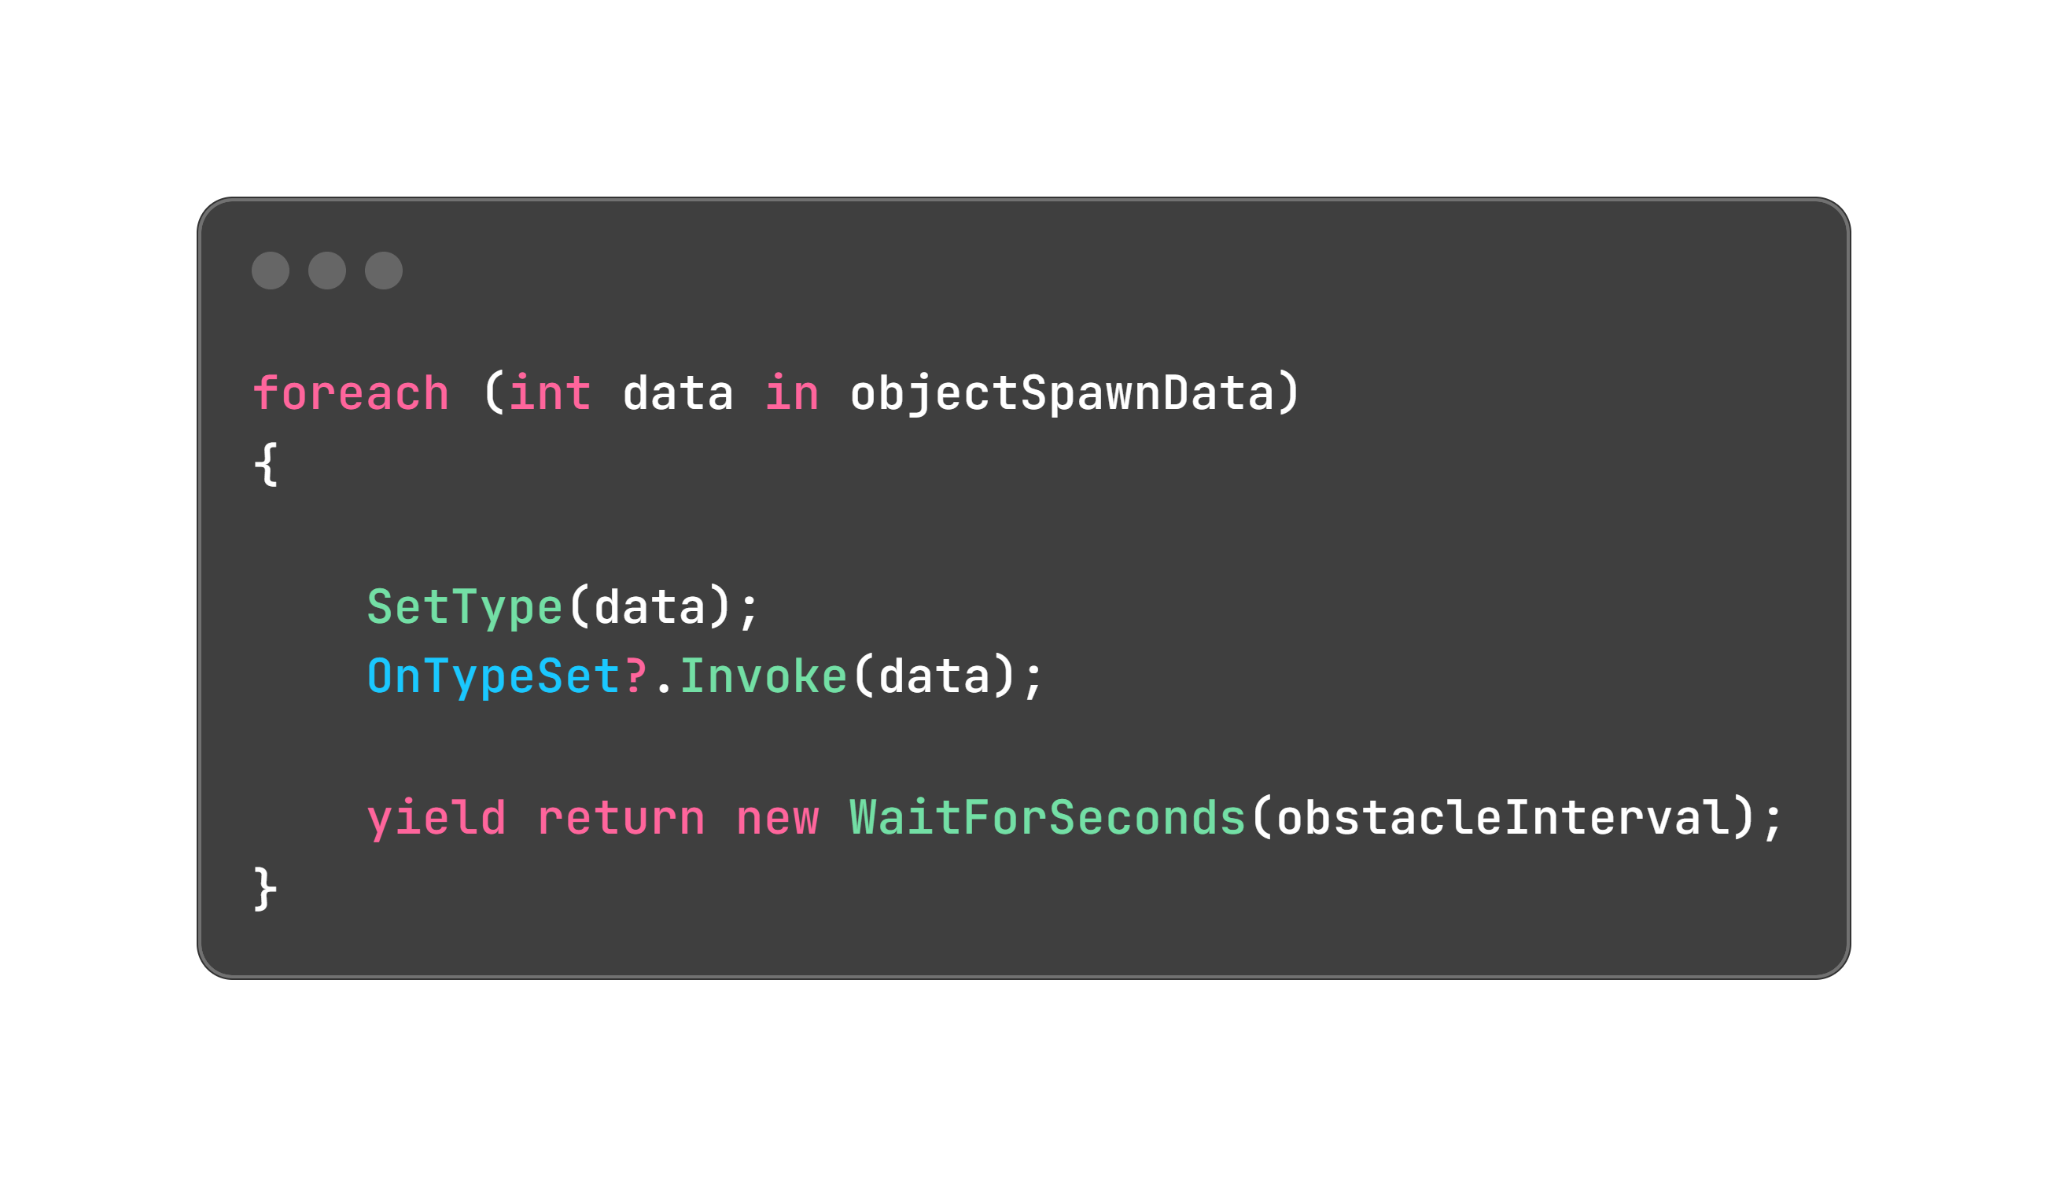 foreach (int data in objectSpawnData)
{
    SetType(data);
    OnTypeSet?.Invoke(data);
    yield return new WaitForSeconds(obstacleInterval);
}